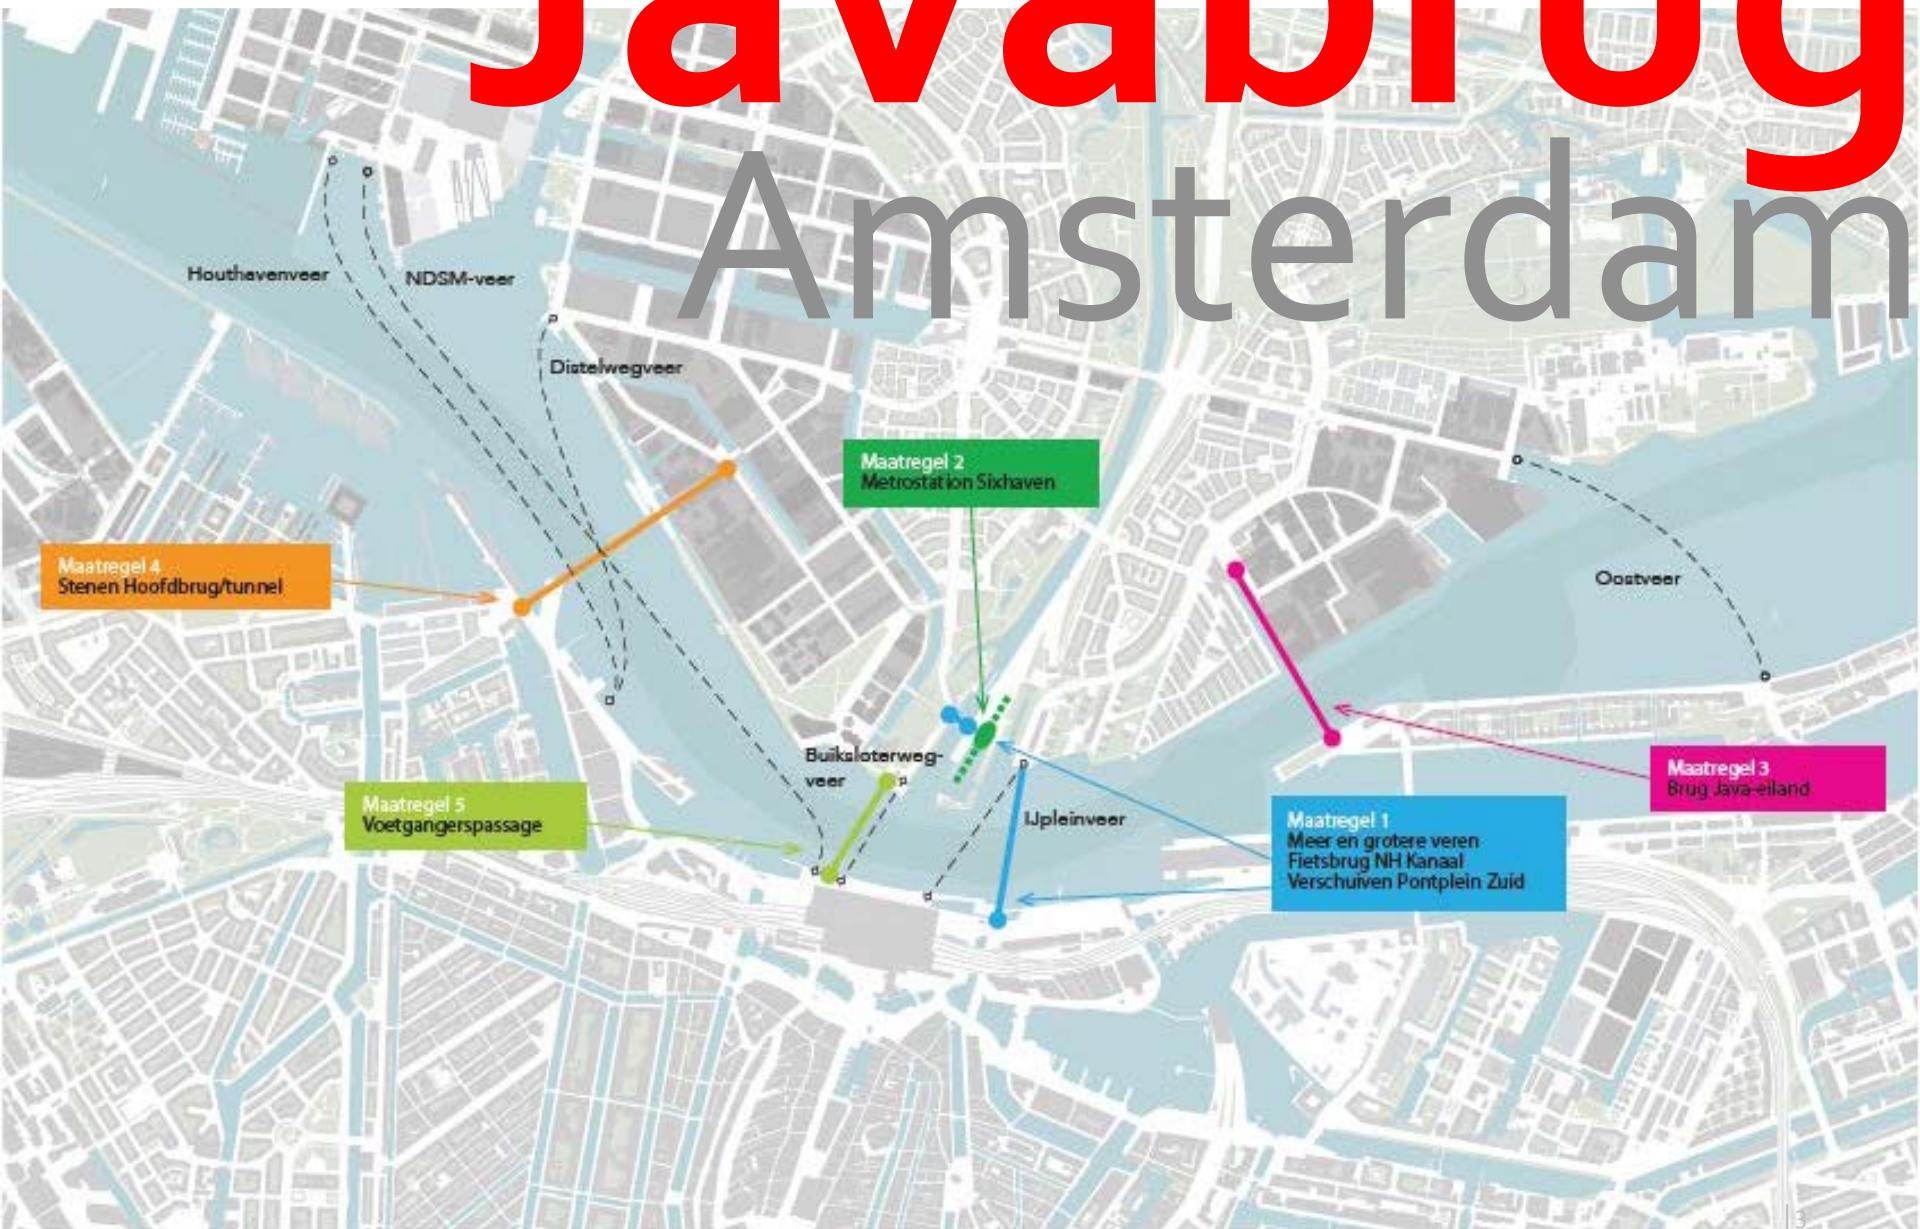 Javabrug
Amsterdam
Houthavenveer
NDSM-veer
Distelwegveer
Maatregel 2
Metrostation Sixhaven
Maatregel 4
Stenen Hoofdbrug/tunnel
Oostveer
Buiksloterweg-
veer
Maatregel 3
Brug Java-eiland
Maatregel 5
Voetgangerspassage
IJpleinveer
Maatregel 1
Meer en grotere veren
Fietsbrug NH Kanaal
Verschuiven Pontplein Zuid